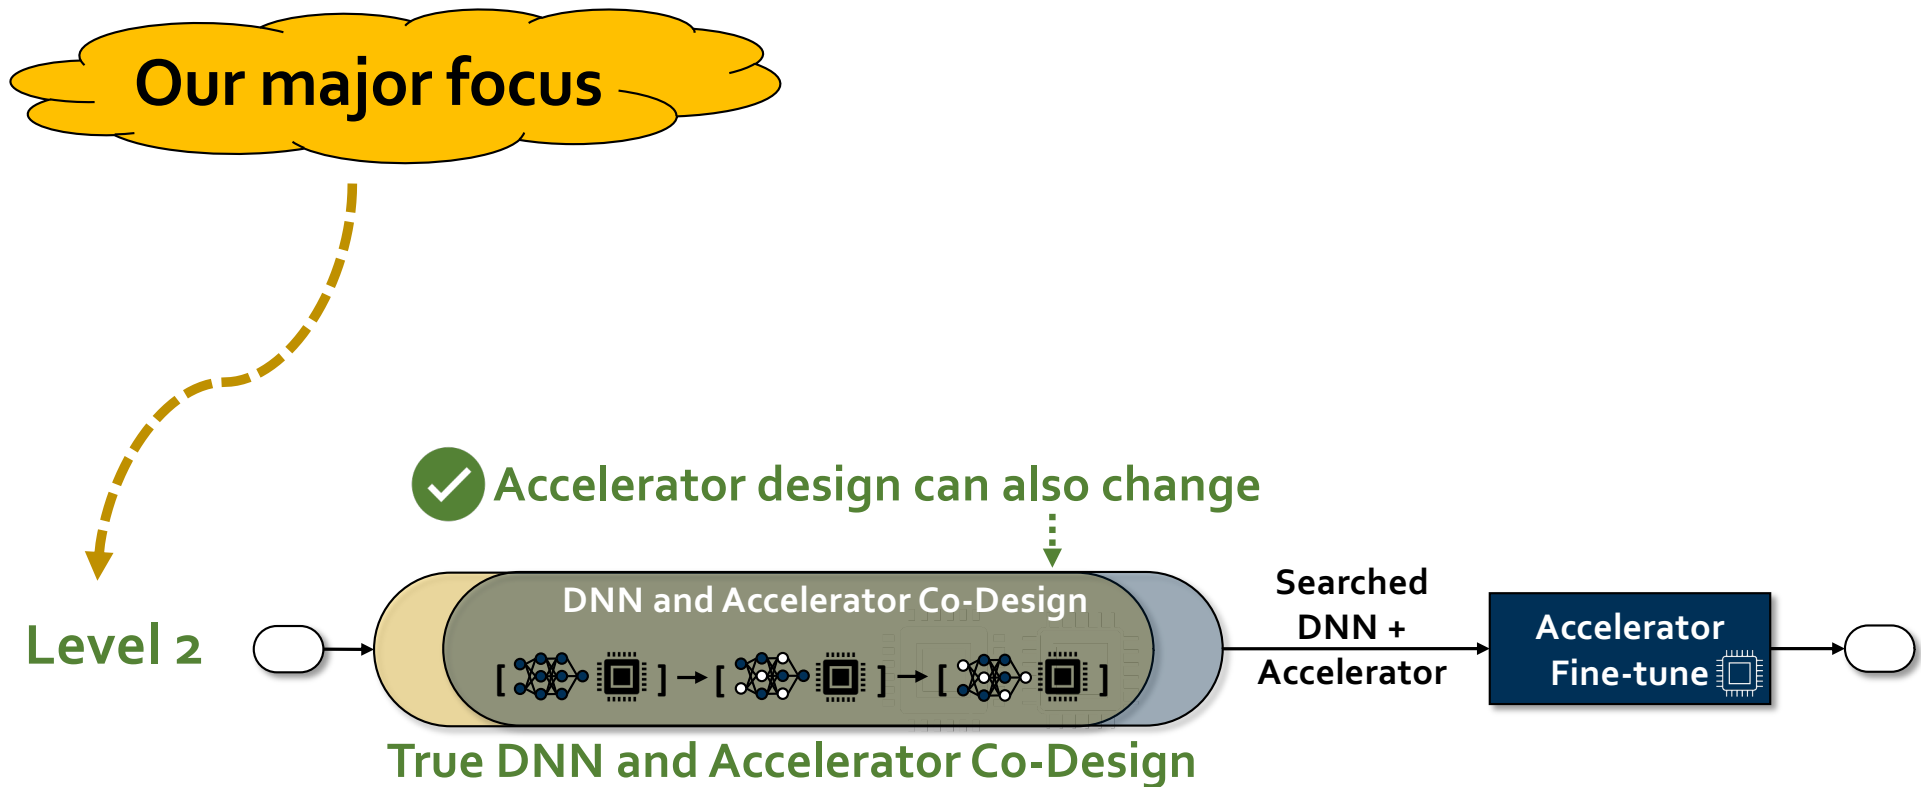 Our major focus
Accelerator design can also change
Level 2
DNN and Accelerator Co-Design
[ ] [ ] [ ]
Searched
DNN +
Accelerator
Accelerator
Fine-tune
True DNN and Accelerator Co-Design